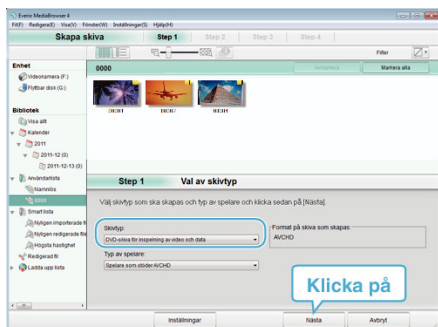 Everio MediaBrowser 4
Fil(F) Redigera(E) Visa(V) Fönster(W) Inställningar(S) Hjälp(H)
Skapa skiva Step 1 Step 2 Step 3 Step 4
Filter
Enhet
Videokamera (F:)
Flyttbar disk (G:)
0000
Avmarkera Markera alla
Bibliotek
Visa allt
Kalender
2011
2011-12 (0)
2011-12-13 (0)
Användarlista
Namnlös
0000
Smart lista
Nyligen importerade fi
Nyligen redigerade file
Högsta hastighet
Redigerad fil
Ladda upp lista
Step 1 Val av skivtyp
Välj skivtyp som ska skapas och typ av spelare och klicka sedan på [Nästa].
Skivtyp:
DVD-skiva för inspelning av video och data
Format på skiva som skapas:
AVCHD
Typ av spelare:
Spelare som stöder AVCHD
Klicka på
Inställningar Nästa Avbryt